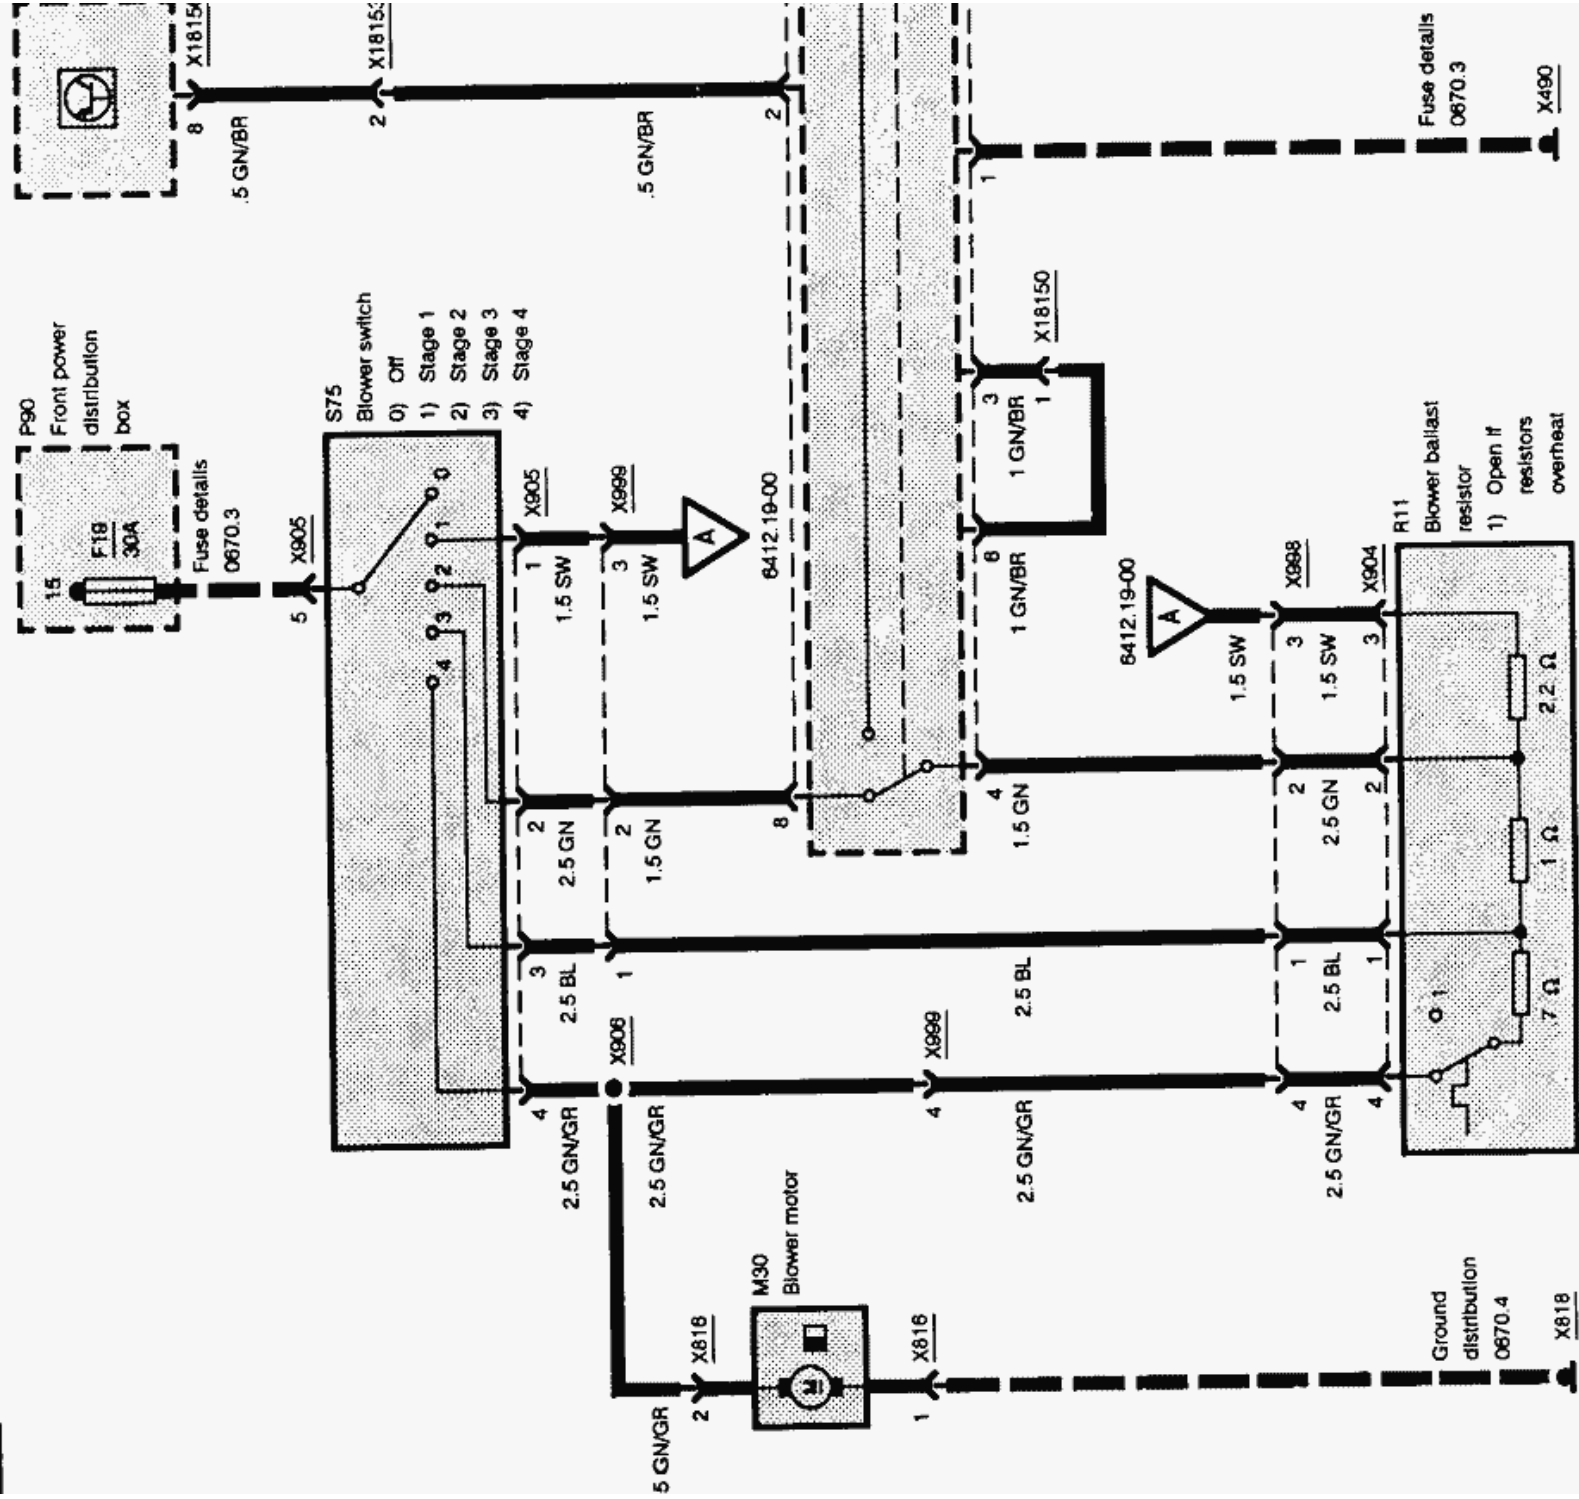 X18150
8
.5 GN/BR
2
.5 GN/BR
2
Fuse details
0670.3
X490
1
P90
Front power
distribution
box
15
F19
30A
Fuse details
0670.3
X905
5
S75
Blower switch
0) Off
1) Stage 1
2) Stage 2
3) Stage 3
4) Stage 4
0
1
2
3
4
X905
1
1.5 SW
X999
3
1.5 SW
A
6412.19-00
X18150
3
1
1 GN/BR
6
1 GN/BR
6412.19-00
A
1.5 SW
X998
3
1.5 SW
X904
3
R11
Blower ballast
resistor
1) Open if
resistors
overheat
2
2.5 GN
2
1.5 GN
8
4
1.5 GN
2
2.5 GN
2
2.2 Ω
1 Ω
.7 Ω
1
3
2.5 BL
1
2.5 BL
1
2.5 BL
1
4
2.5 GN/GR
X906
2.5 GN/GR
X999
4
2.5 GN/GR
4
2.5 GN/GR
4
M30
Blower motor
M
5 GN/GR
2
X816
1
X816
Ground
distribution
0670.4
X818